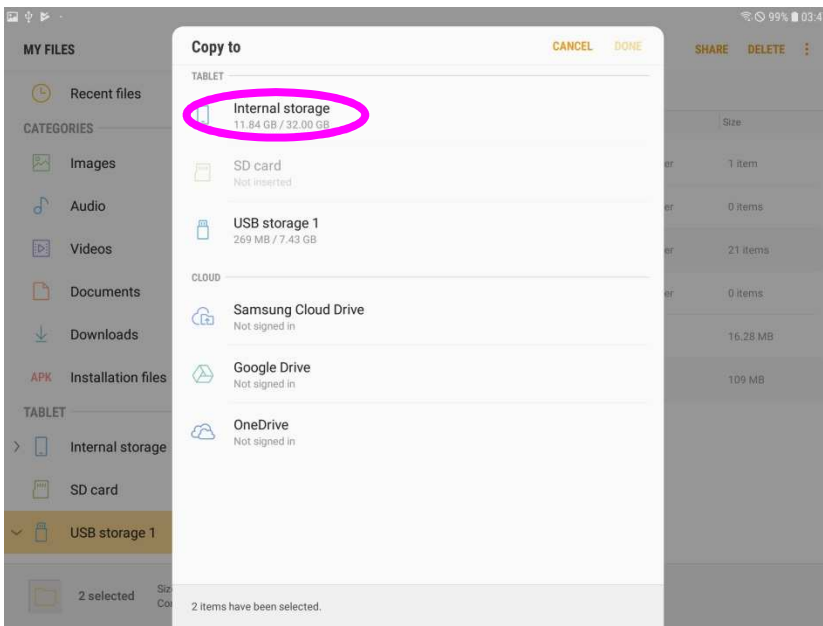 99% 03:4
MY FILES
Recent files
CATEGORIES
Images
Audio
Videos
Documents
Downloads
APK Installation files
TABLET
Internal storage
SD card
USB storage 1
2 selected
Copy to
CANCEL DONE
TABLET
Internal storage
11.84 GB / 32.00 GB
SD card
Not inserted
USB storage 1
269 MB / 7.43 GB
CLOUD
Samsung Cloud Drive
Not signed in
Google Drive
Not signed in
OneDrive
Not signed in
2 items have been selected.
SHARE DELETE
Size
1 item
0 items
21 items
0 items
16.28 MB
109 MB